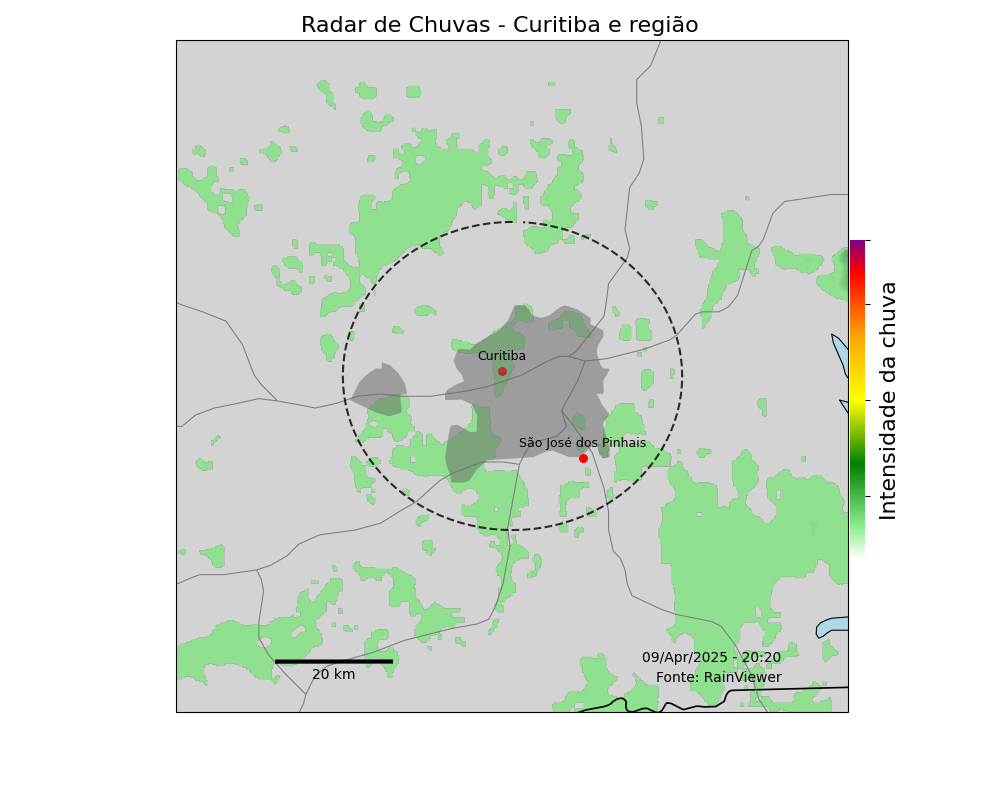 Radar de Chuvas - Curitiba e região
Curitiba
São José dos Pinhais
Intensidade da chuva
09/Apr/2025 - 20:20
Fonte: RainViewer
20 km